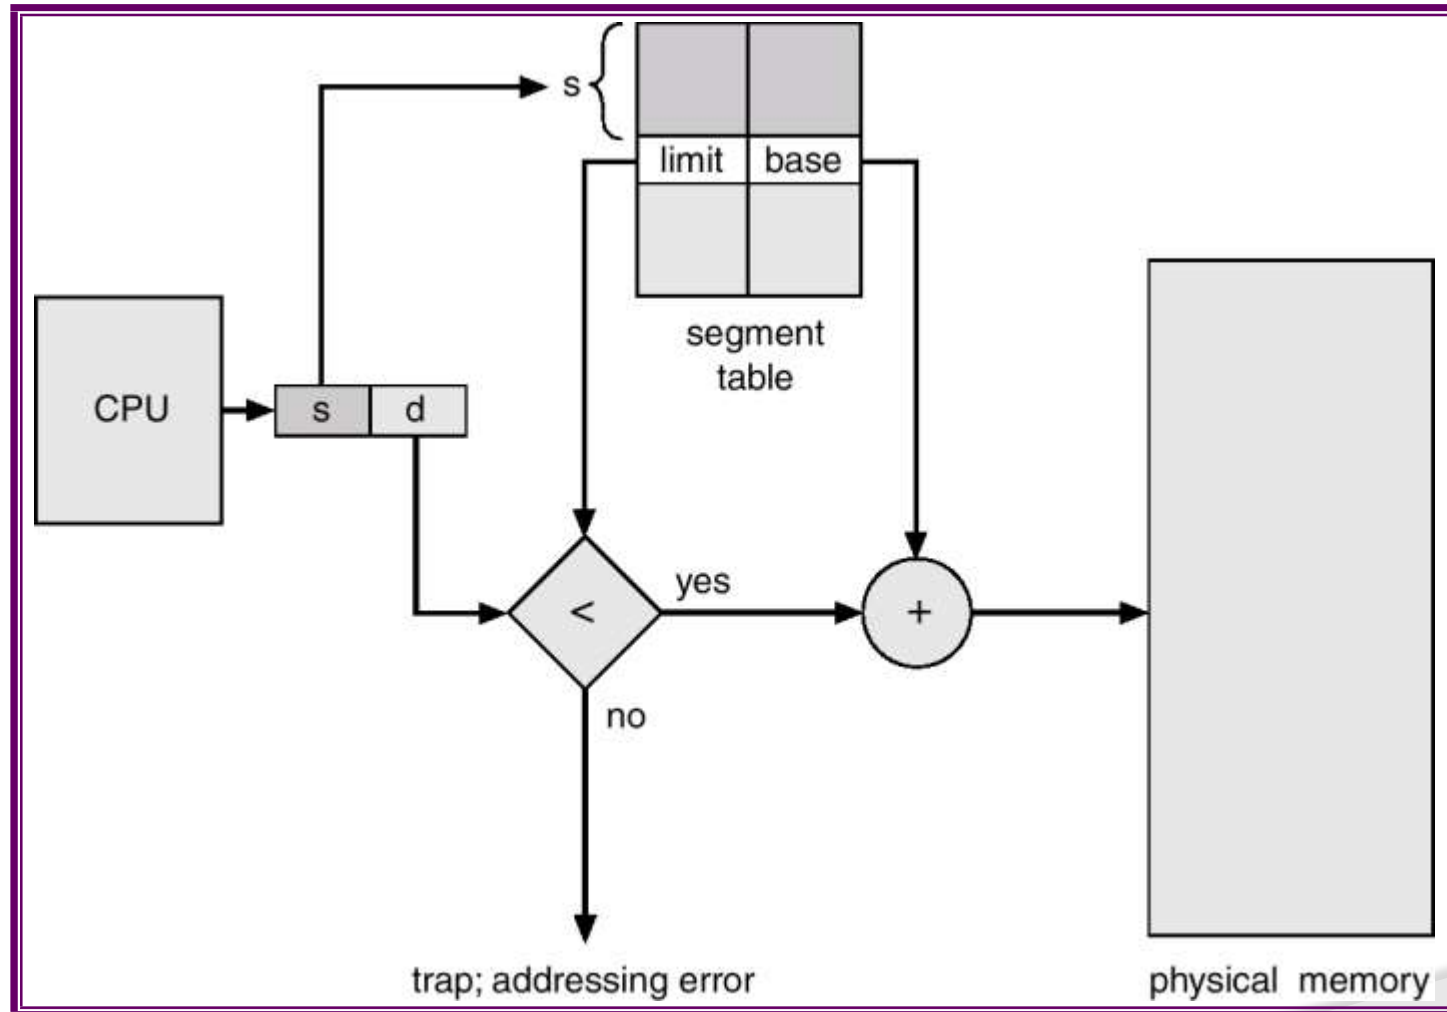 s
limit base
segment
table
CPU
s d
<
yes
+
no
trap; addressing error
physical memory